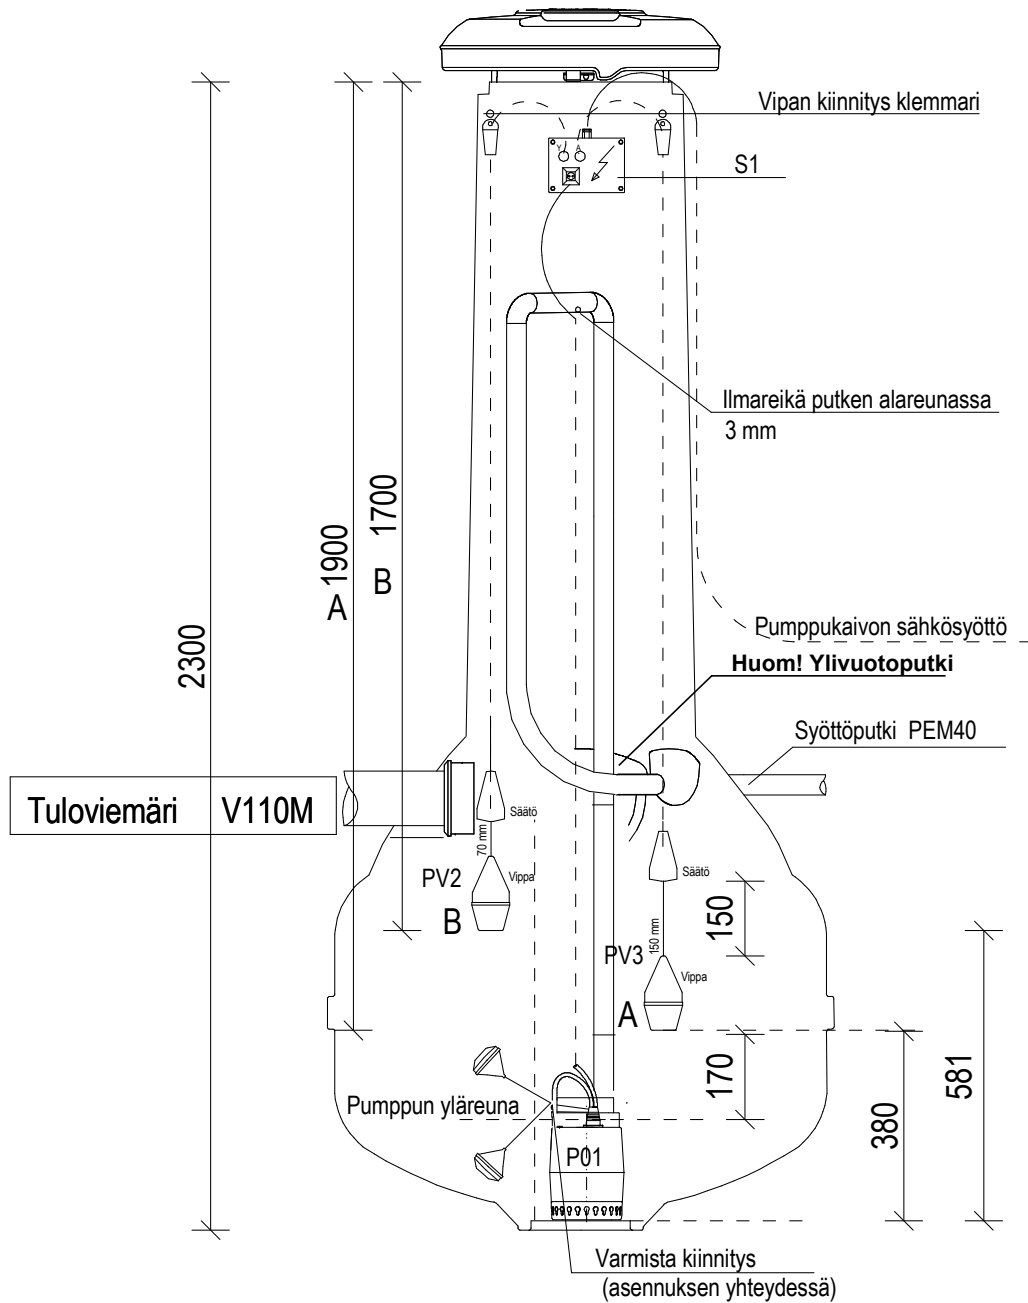 Vipan kiinnitys klemmari
Y A
S1
Ilmareikä putken alareunassa
3 mm
2300
> 1900
A
1700
B
Pumppukaivon sähkösyöttö
Huom! Ylivuotoputki
Syöttöputki PEM40
Tuloviemäri V110M
Säätö
70 mm
PV2
Vippa
B
Säätö
150 mm
150
PV3
Vippa
A
170
380
581
Pumppun yläreuna
P01
Varmista kiinnitys
(asennuksen yhteydessä)